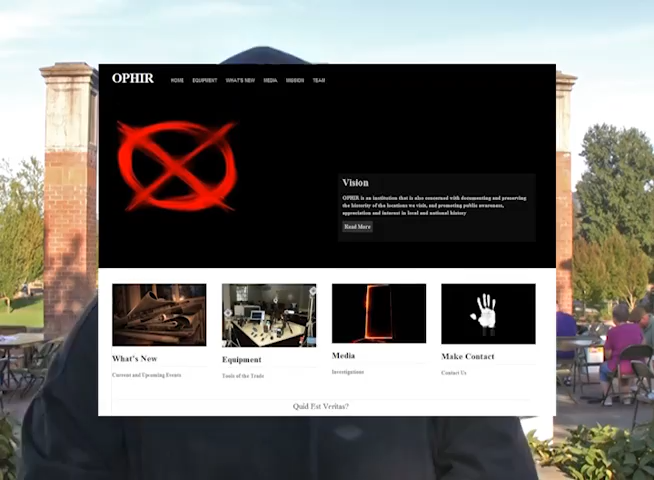 OPHIR
HOME EQUIPMENT WHAT'S NEW MEDIA MISSION TEAM
Vision
OPHIR is an institution that is also concerned with documenting and preserving
the histority of the locations we visit, and promoting public awareness,
appreciation and interest in local and national history
Read More
What's New
Equipment
Media
Make Contact
Current and Upcoming Events
Tools of the Trade
Investigations
Contact Us
Quid Est Veritas?